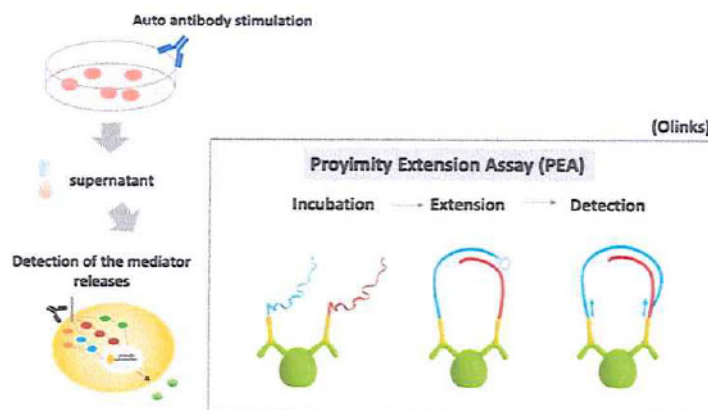 Auto antibody stimulation
supernatant
Detection of the mediator
releases
(Olinks)
Proyimity Extension Assay (PEA)
Incubation
Extension
Detection